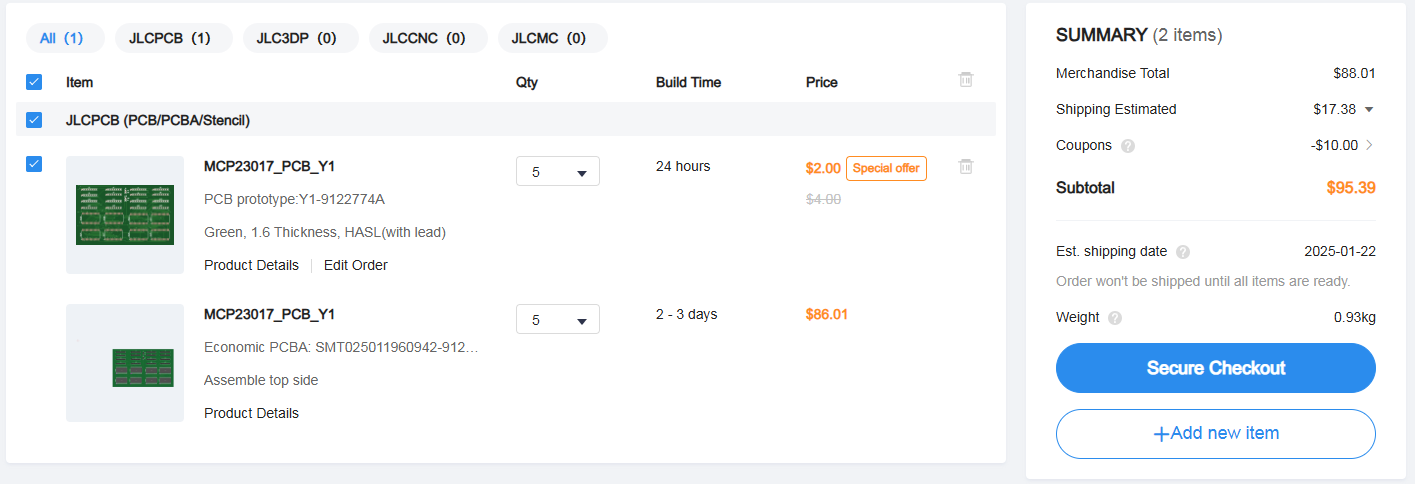 All (1) JLCPCB (1) JLC3DP (0) JLCCNC (0) JLCMC (0)
Item Qty Build Time Price
JLCPCB (PCB/PCBA/Stencil)
MCP23017_PCB_Y1 5 24 hours $2.00 Special offer
PCB prototype:Y1-9122774A $4.00
Green, 1.6 Thickness, HASL(with lead)
Product Details Edit Order
MCP23017_PCB_Y1 5 2 - 3 days $86.01
Economic PCBA: SMT025011960942-912…
Assemble top side
Product Details
SUMMARY (2 items)
Merchandise Total $88.01
Shipping Estimated $17.38
Coupons ? -$10.00
Subtotal $95.39
Est. shipping date ? 2025-01-22
Order won't be shipped until all items are ready.
Weight ? 0.93kg
Secure Checkout
+Add new item